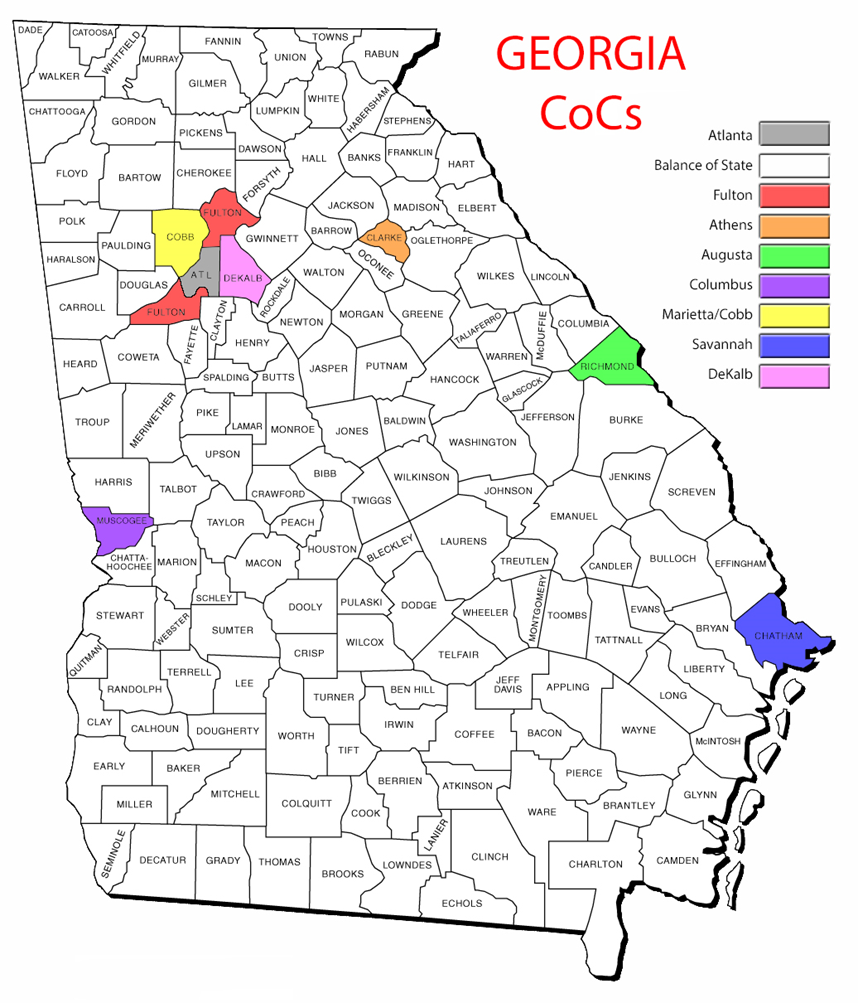 GEORGIA
CoCs
Atlanta
Balance of State
Fulton
Athens
Augusta
Columbus
Marietta/Cobb
Savannah
DeKalb
DADE
CATOOSA
WHITFIELD
MURRAY
FANNIN
UNION
TOWNS
RABUN
WALKER
GILMER
LUMPKIN
WHITE
HABERSHAM
STEPHENS
CHATTOOGA
GORDON
PICKENS
DAWSON
HALL
BANKS
FRANKLIN
HART
FLOYD
BARTOW
CHEROKEE
FORSYTH
JACKSON
MADISON
ELBERT
POLK
PAULDING
COBB
FULTON
GWINNETT
BARROW
CLARKE
OGLETHORPE
HARALSON
DOUGLAS
ATL
DEKALB
ROCKDALE
WALTON
OCONEE
WILKES
LINCOLN
CARROLL
FULTON
FAYETTE
CLAYTON
HENRY
NEWTON
MORGAN
GREENE
TALIAFERRO
McDUFFIE
COLUMBIA
HEARD
COWETA
SPALDING
BUTTS
JASPER
PUTNAM
HANCOCK
WARREN
GLASCOCK
RICHMOND
TROUP
MERIWETHER
PIKE
LAMAR
MONROE
JONES
BALDWIN
WASHINGTON
JEFFERSON
BURKE
HARRIS
TALBOT
UPSON
CRAWFORD
BIBB
TWIGGS
WILKINSON
JOHNSON
JENKINS
SCREVEN
MUSCOGEE
CHATTA-
HOOCHEE
MARION
TAYLOR
PEACH
MACON
HOUSTON
BLECKLEY
LAURENS
TREUTLEN
EMANUEL
CANDLER
BULLOCH
EFFINGHAM
STEWART
WEBSTER
SCHLEY
SUMTER
DOOLY
PULASKI
DODGE
WHEELER
MONTGOMERY
TOOMBS
EVANS
TATTNALL
BRYAN
CHATHAM
QUITMAN
RANDOLPH
TERRELL
LEE
CRISP
WILCOX
TELFAIR
JEFF
DAVIS
APPLING
LONG
LIBERTY
CLAY
CALHOUN
DOUGHERTY
WORTH
TURNER
BEN HILL
IRWIN
COFFEE
BACON
WAYNE
McINTOSH
EARLY
BAKER
MITCHELL
TIFT
BERRIEN
ATKINSON
PIERCE
BRANTLEY
GLYNN
MILLER
COLQUITT
COOK
LANIER
WARE
SEMINOLE
DECATUR
GRADY
THOMAS
BROOKS
LOWNDES
CLINCH
CHARLTON
CAMDEN
ECHOLS